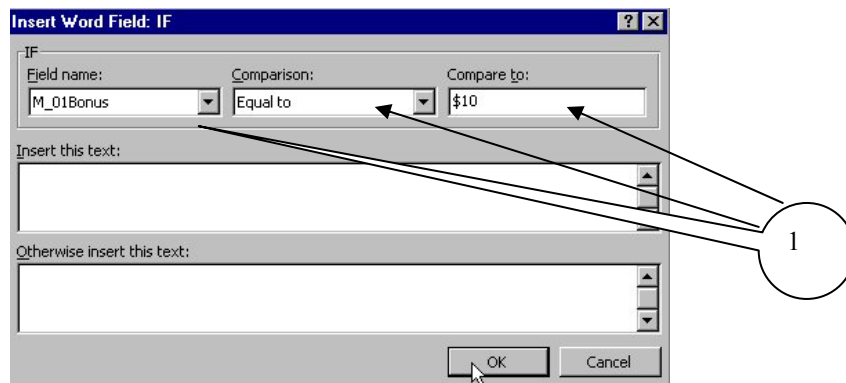 Insert Word Field: IF
IF
Field name: Comparison: Compare to:
M_01Bonus Equal to $10
Insert this text:
1
Otherwise insert this text:
OK Cancel